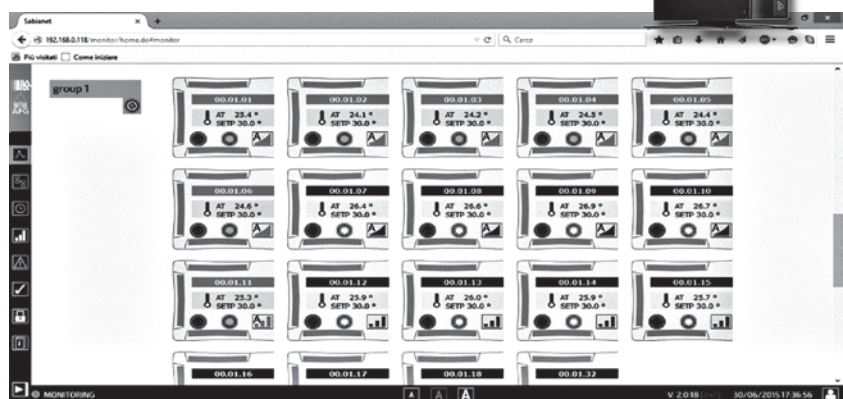 Sabianet
192.168.0.118/monitor/home.do#monitor
Cerca
Più visitati Come iniziare
group 1
APG
00.01.01
AT 25.4 °
SETP 30.0 °
A
00.01.02
AT 24.1 °
SETP 30.0 °
A
00.01.03
AT 24.2 °
SETP 30.0 °
A
00.01.04
AT 24.5 °
SETP 30.0 °
A
00.01.05
AT 24.4 °
SETP 30.0 °
A
00.01.06
AT 24.6 °
SETP 30.0 °
A
00.01.07
AT 26.4 °
SETP 30.0 °
A
00.01.08
AT 26.6 °
SETP 30.0 °
A
00.01.09
AT 26.9 °
SETP 30.0 °
A
00.01.10
AT 26.7 °
SETP 30.0 °
A
00.01.11
AT 25.3 °
SETP 30.0 °
A
00.01.12
AT 25.9 °
SETP 30.0 °
00.01.13
AT 26.0 °
SETP 30.0 °
00.01.14
AT 25.9 °
SETP 30.0 °
00.01.15
AT 25.7 °
SETP 30.0 °
00.01.16
00.01.17
00.01.18
00.01.32
MONITORING
A A A
V. 2.0.18
30/06/2015 17:36:56